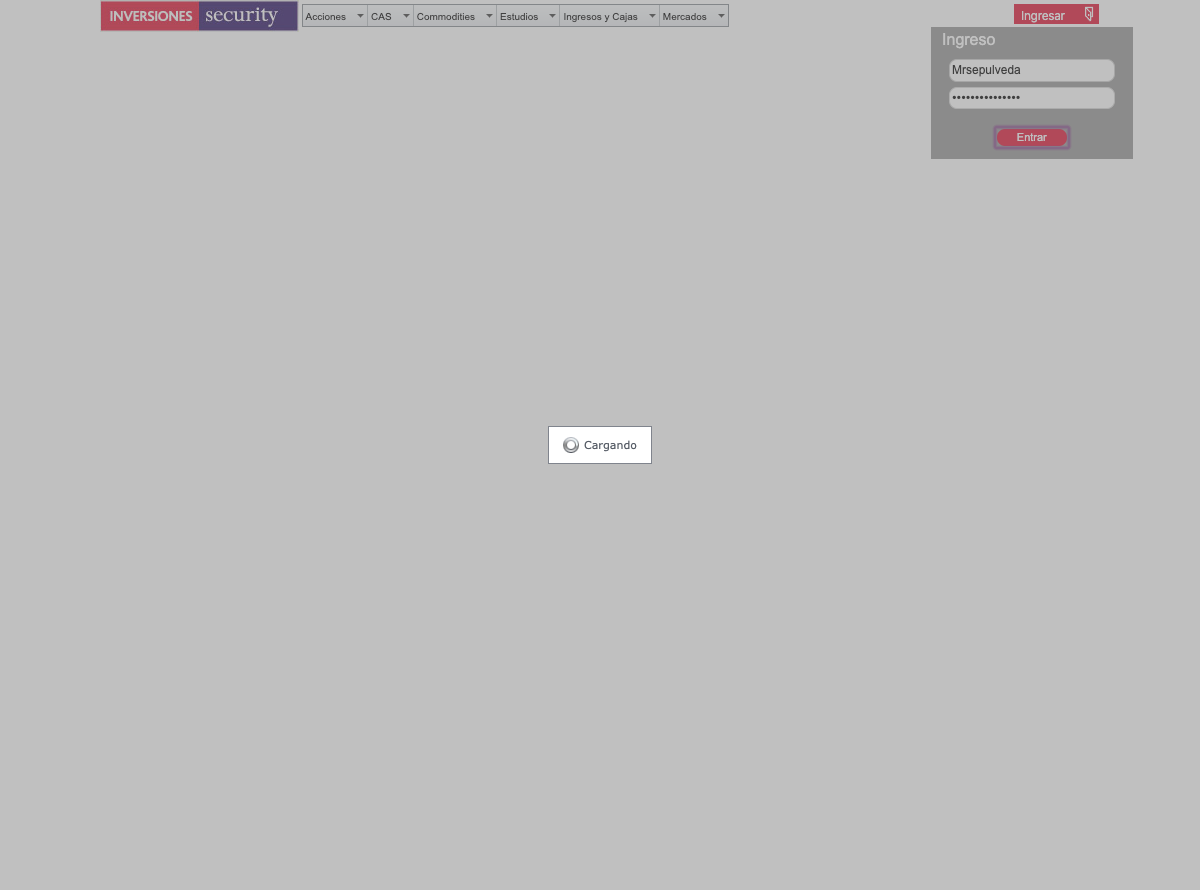 INVERSIONES security
Acciones CAS Commodities Estudios Ingresos y Cajas Mercados
Ingresar
Ingreso
Mrsepulveda
•••••••••••••••
Entrar
Cargando